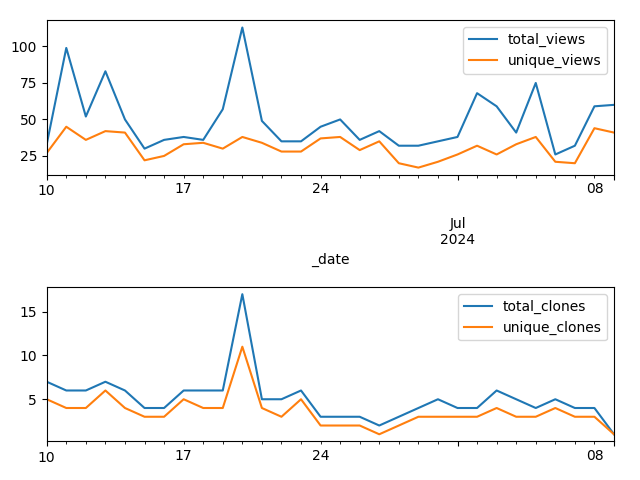 100
75
50
25
total_views
unique_views
10
17
24
08
Jul
2024
_date
15
10
5
total_clones
unique_clones
10
17
24
08